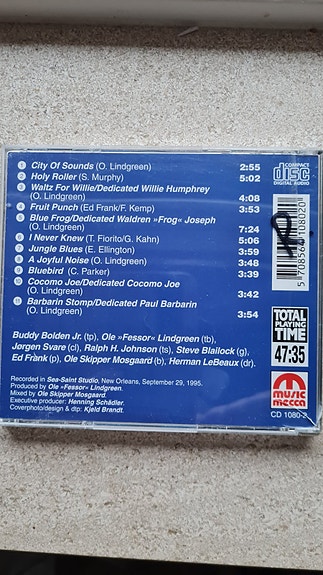 1 City Of Sounds (O. Lindgreen) 2:55
2 Holy Roller (S. Murphy) 5:02
3 Waltz For Willie/Dedicated Willie Humphrey
(O. Lindgreen) 4:08
4 Fruit Punch (Ed Frank/F. Kemp) 3:53
5 Blue Frog/Dedicated Waldren »Frog« Joseph
(O. Lindgreen) 7:24
6 I Never Knew (T. Fiorito/G. Kahn) 5:06
7 Jungle Blues (E. Ellington) 3:59
8 A Joyful Noise (O. Lindgreen) 3:48
9 Bluebird (C. Parker) 3:39
10 Cocomo Joe/Dedicated Cocomo Joe
(O. Lindgreen) 3:42
11 Barbarin Stomp/Dedicated Paul Barbarin
(O. Lindgreen) 3:54
Buddy Bolden Jr. (tp), Ole »Fessor« Lindgreen (tb),
Jørgen Svare (cl), Ralph H. Johnson (ts), Steve Blailock (g),
Ed Frank (p), Ole Skipper Mosgaard (b), Herman LeBeaux (dr).
Recorded in Sea-Saint Studio, New Orleans, September 29, 1995.
Produced by Ole »Fessor« Lindgreen.
Mixed by Ole Skipper Mosgaard.
Executive producer: Henning Schädler.
Coverphoto/design & dtp: Kjeld Brandt.
COMPACT
disc
DIGITAL AUDIO
TOTAL
PLAYING
TIME
47:35
music
mecca
CD 1080-2